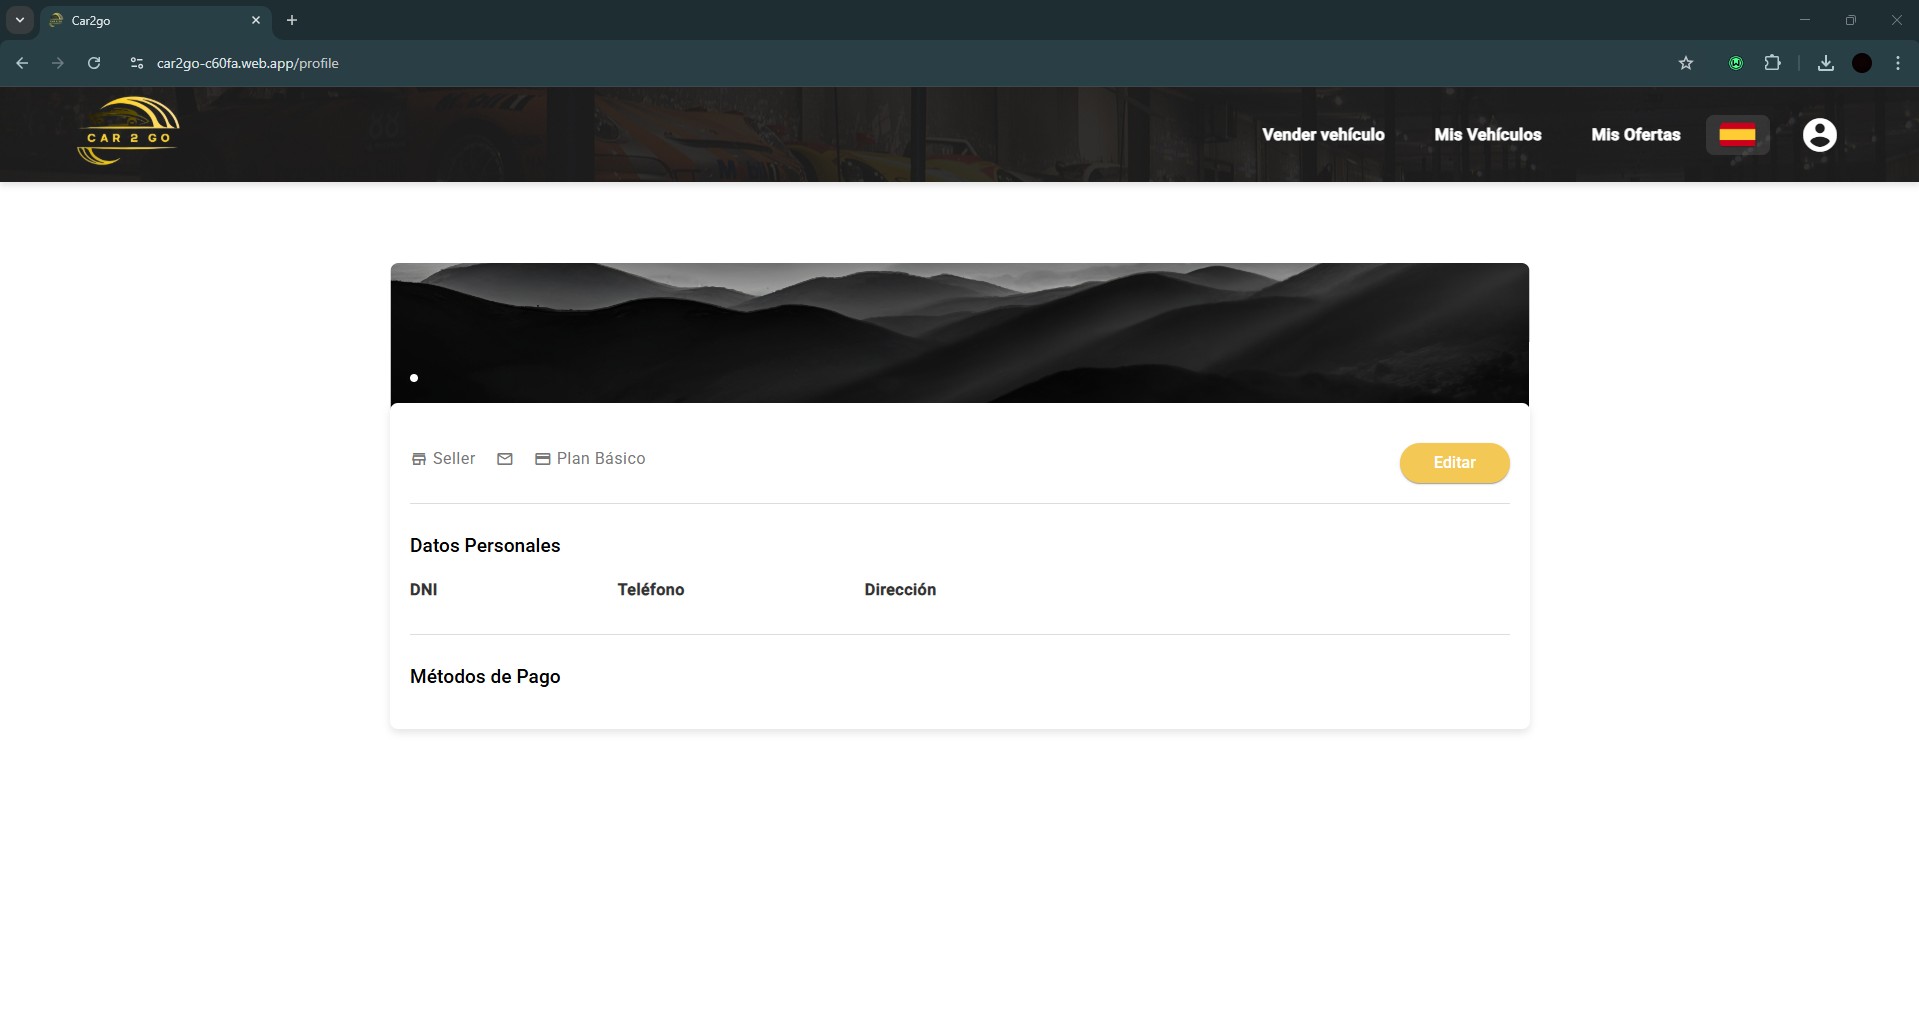 Car2go
car2go-c60fa.web.app/profile
CAR 2 GO
Vender vehículo
Mis Vehículos
Mis Ofertas
Seller
Plan Básico
Editar
Datos Personales
DNI
Teléfono
Dirección
Métodos de Pago